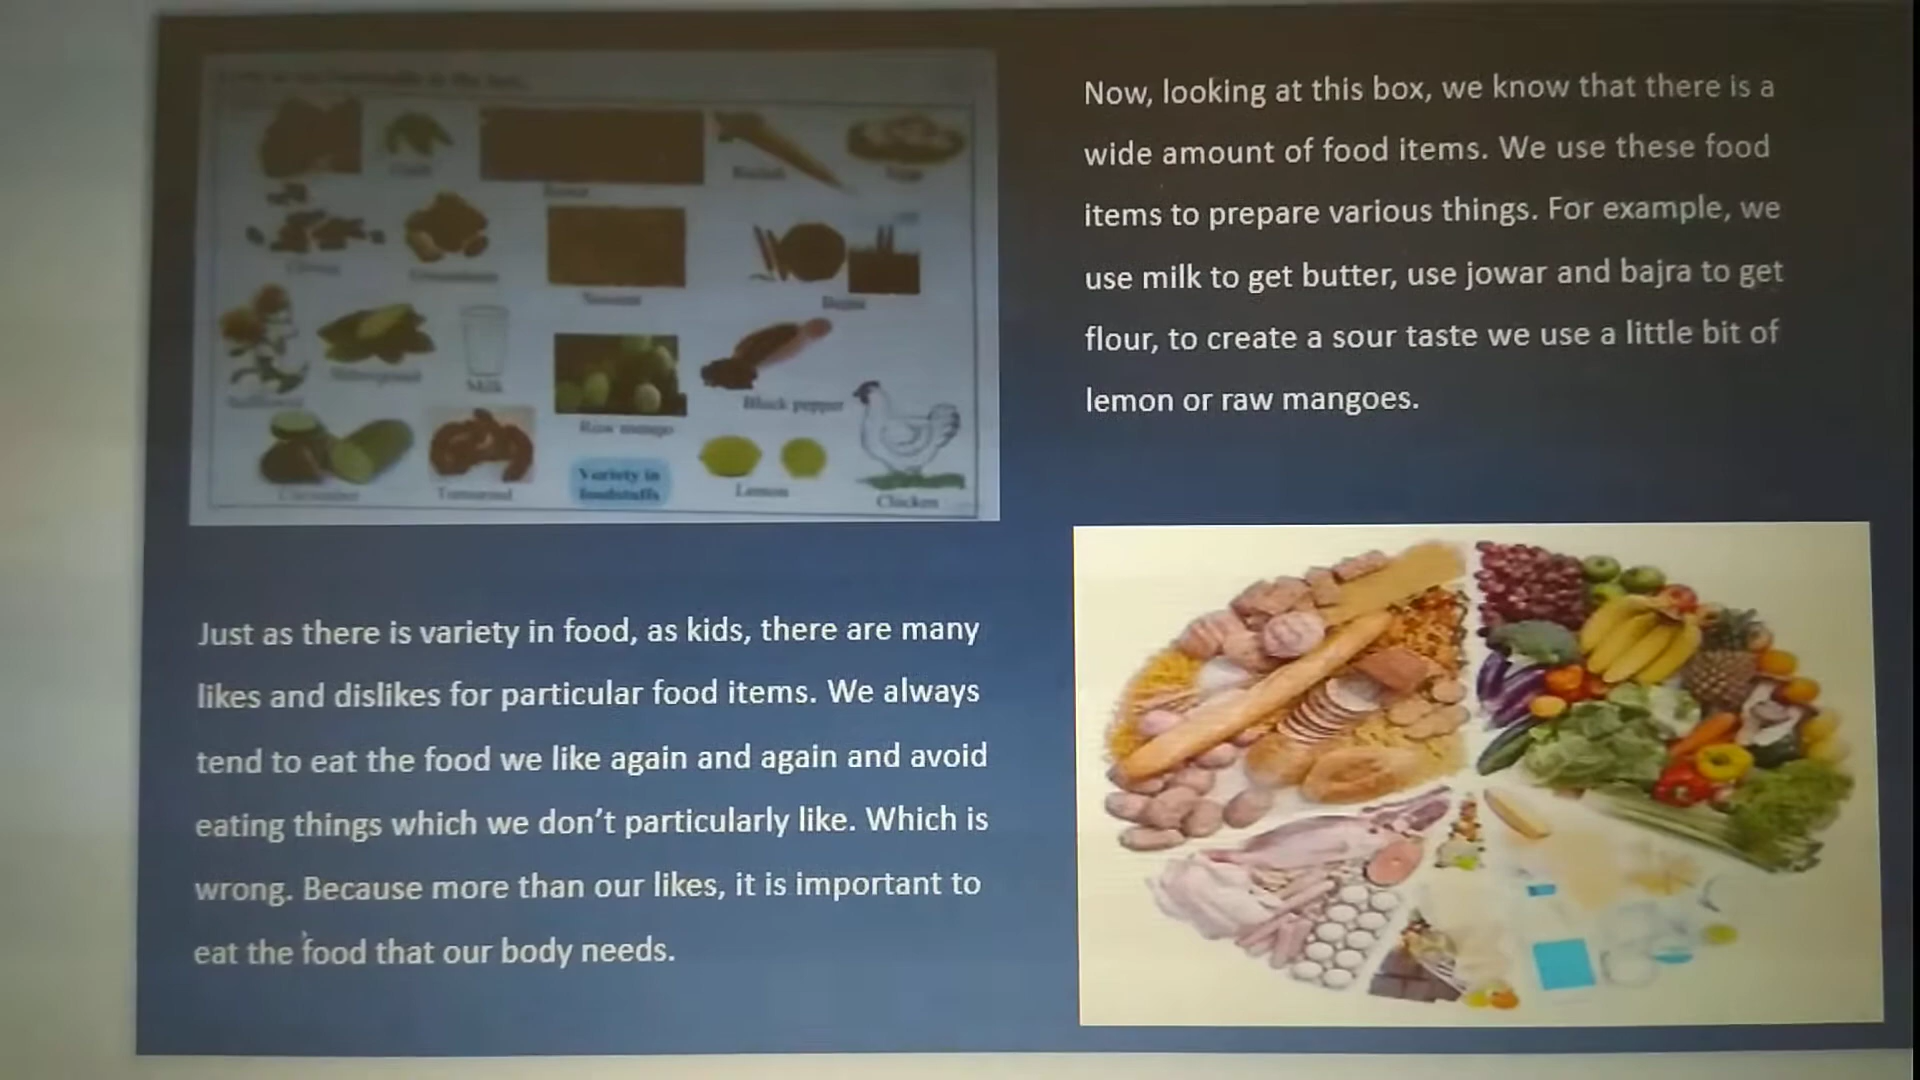 Milk
Black pepper
Raw mango
Tamarind
Variety in
foodstuffs
Lemon
Chicken
Now, looking at this box, we know that there is a
wide amount of food items. We use these food
items to prepare various things. For example, we
use milk to get butter, use jowar and bajra to get
flour, to create a sour taste we use a little bit of
lemon or raw mangoes.
Just as there is variety in food, as kids, there are many
likes and dislikes for particular food items. We always
tend to eat the food we like again and again and avoid
eating things which we don’t particularly like. Which is
wrong. Because more than our likes, it is important to
eat the food that our body needs.